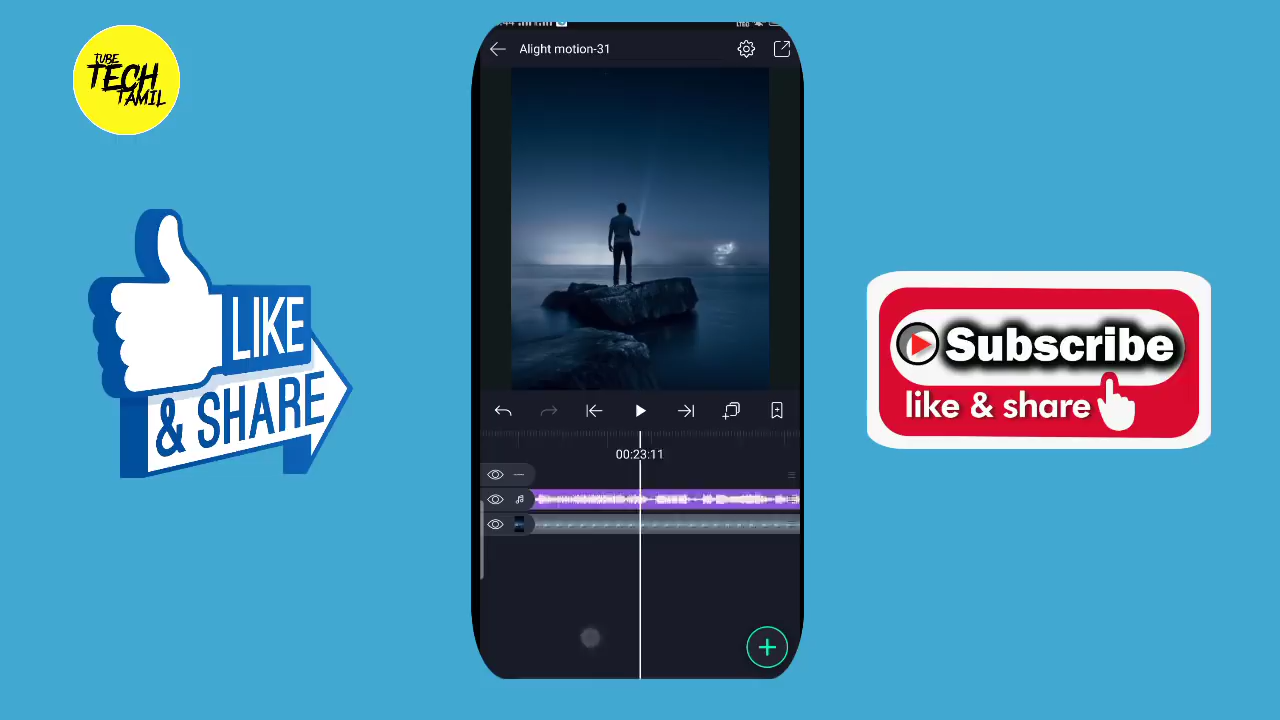 TUBE
TECH
TAMIL
Alight motion-31
LIKE
& SHARE
Subscribe
like & share
00:23:11